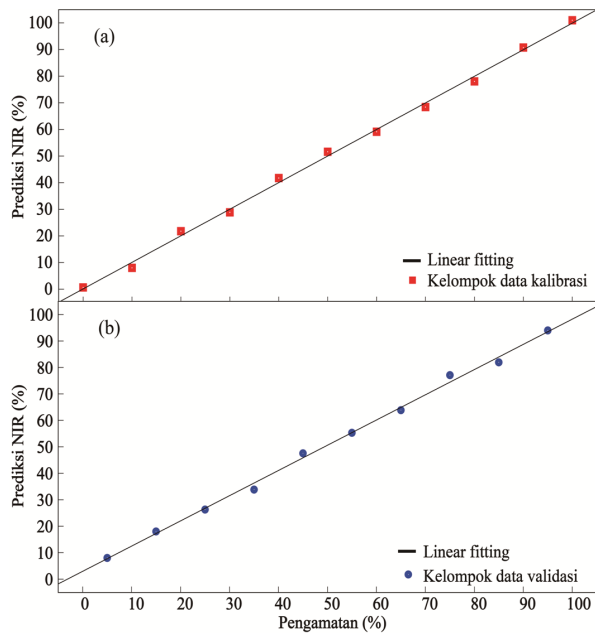 (a)
Prediksi NIR (%)
100
90
80
70
60
50
40
30
20
10
0
Linear fitting
Kelompok data kalibrasi
(b)
Prediksi NIR (%)
100
90
80
70
60
50
40
30
20
10
0
Linear fitting
Kelompok data validasi
0 10 20 30 40 50 60 70 80 90 100
Pengamatan (%)